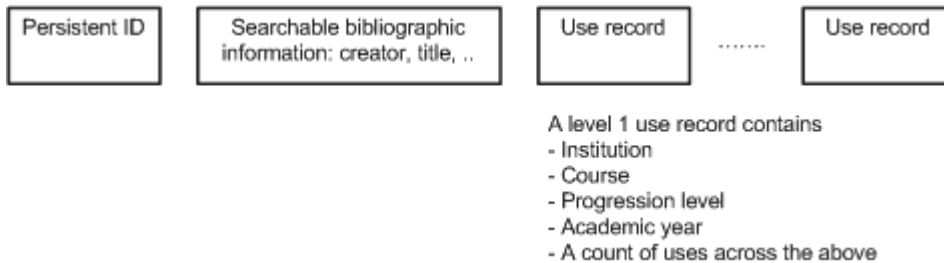 Persistent ID
Searchable bibliographic
information: creator, title, ..
Use record
.......
Use record
A level 1 use record contains
- Institution
- Course
- Progression level
- Academic year
- A count of uses across the above